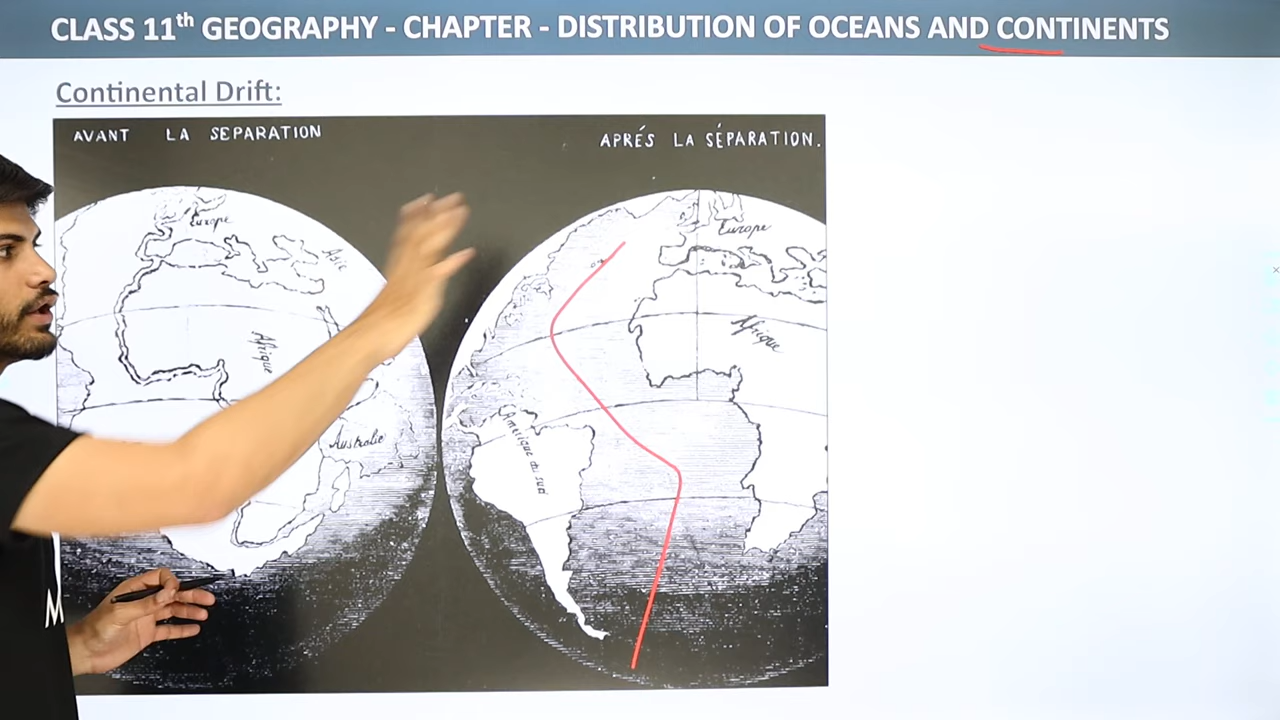 CLASS 11th GEOGRAPHY - CHAPTER - DISTRIBUTION OF OCEANS AND CONTINENTS
Continental Drift:
AVANT LA SEPARATION
APRÉS LA SÉPARATION.
Europe
Asie
Afrique
Australie
Europe
Afrique
Amérique du sud
M